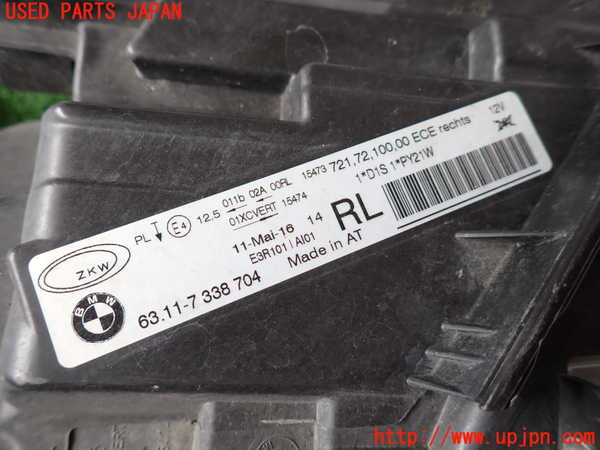 USED PARTS JAPAN
721,72,100,00 ECE rechts 12V
011b 02A 00RL 15473
PL E4 12,5
01XCVERT 15474
1*D1S 1*PY21W
11-Mai-16 14
RL
E3R101 / AI01
Made in AT
ZKW
BMW
63.11-7 338 704
http://www.upjpn.com/